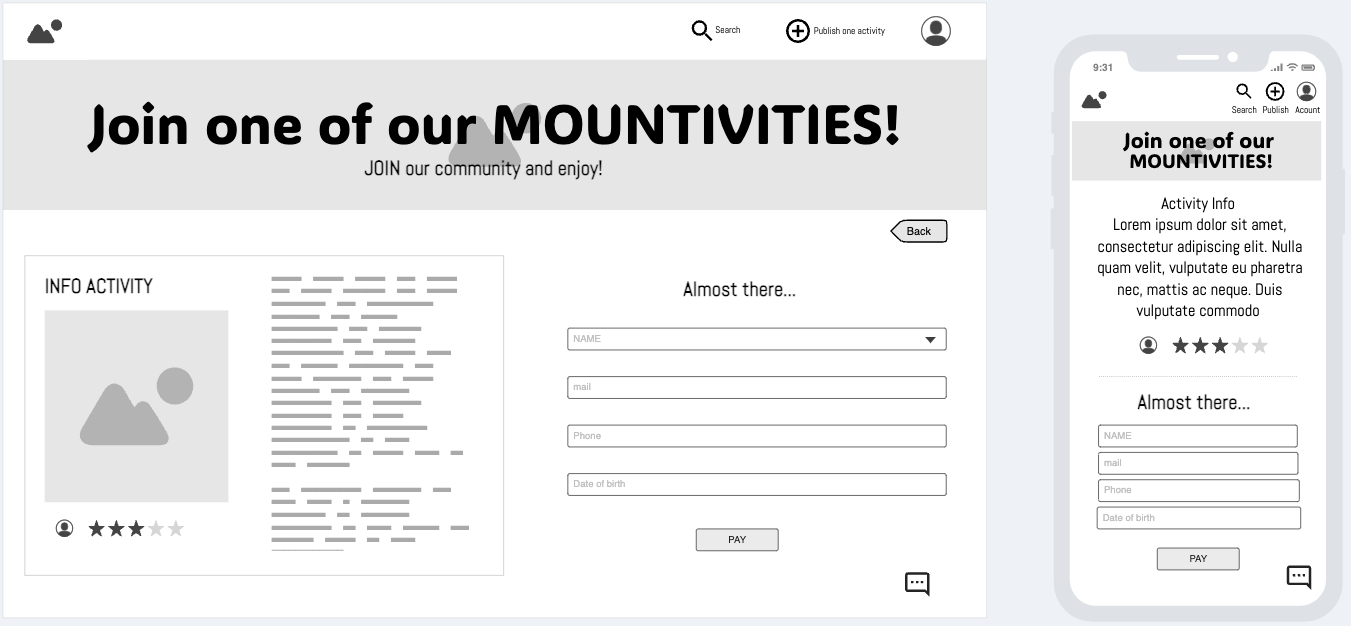 Search
Publish one activity
Join one of our MOUNTIVITIES!
JOIN our community and enjoy!
Back
INFO ACTIVITY
Almost there...
NAME
mail
Phone
Date of birth
PAY
9:31
Search Publish Acount
Join one of our
MOUNTIVITIES!
Activity Info
Lorem ipsum dolor sit amet,
consectetur adipiscing elit. Nulla
quam velit, vulputate eu pharetra
nec, mattis ac neque. Duis
vulputate commodo
Almost there...
NAME
mail
Phone
Date of birth
PAY